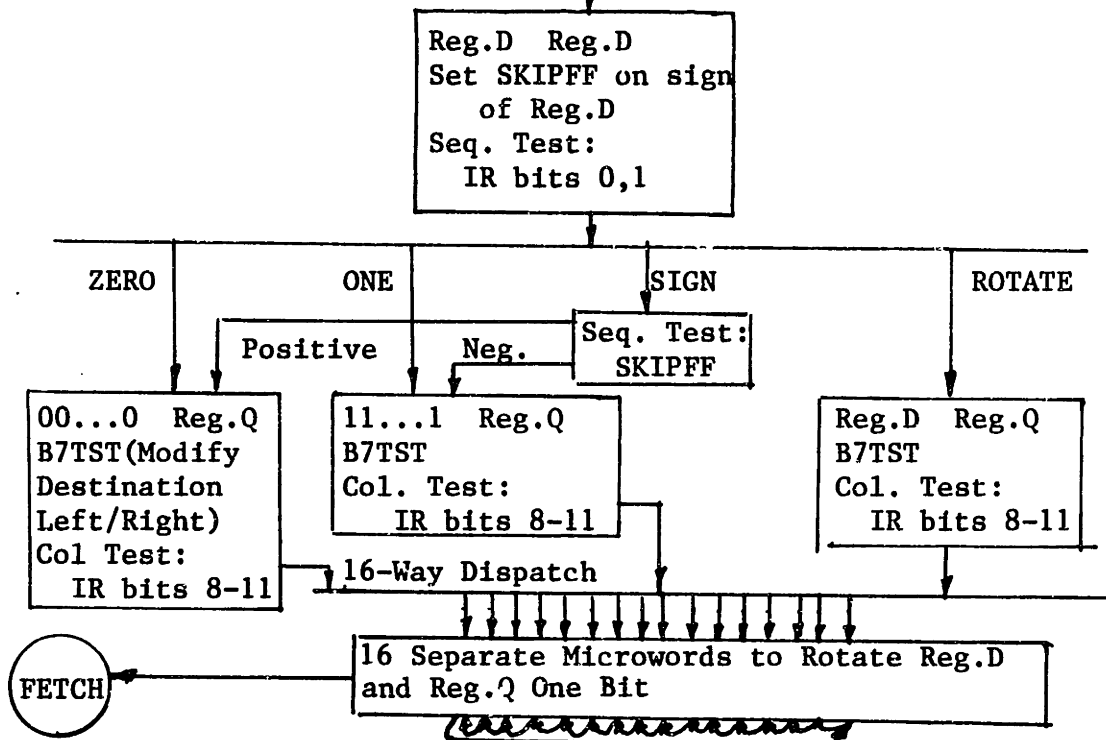 Reg.D Reg.D
Set SKIPFF on sign
of Reg.D
Seq. Test:
IR bits 0,1
ZERO
ONE
SIGN
ROTATE
Positive
Neg.
Seq. Test:
SKIPFF
00...0 Reg.Q
B7TST(Modify
Destination
Left/Right)
Col Test:
IR bits 8-11
11...1 Reg.Q
B7TST
Col. Test:
IR bits 8-11
Reg.D Reg.Q
B7TST
Col. Test:
IR bits 8-11
16-Way Dispatch
16 Separate Microwords to Rotate Reg.D
and Reg.Q One Bit
FETCH